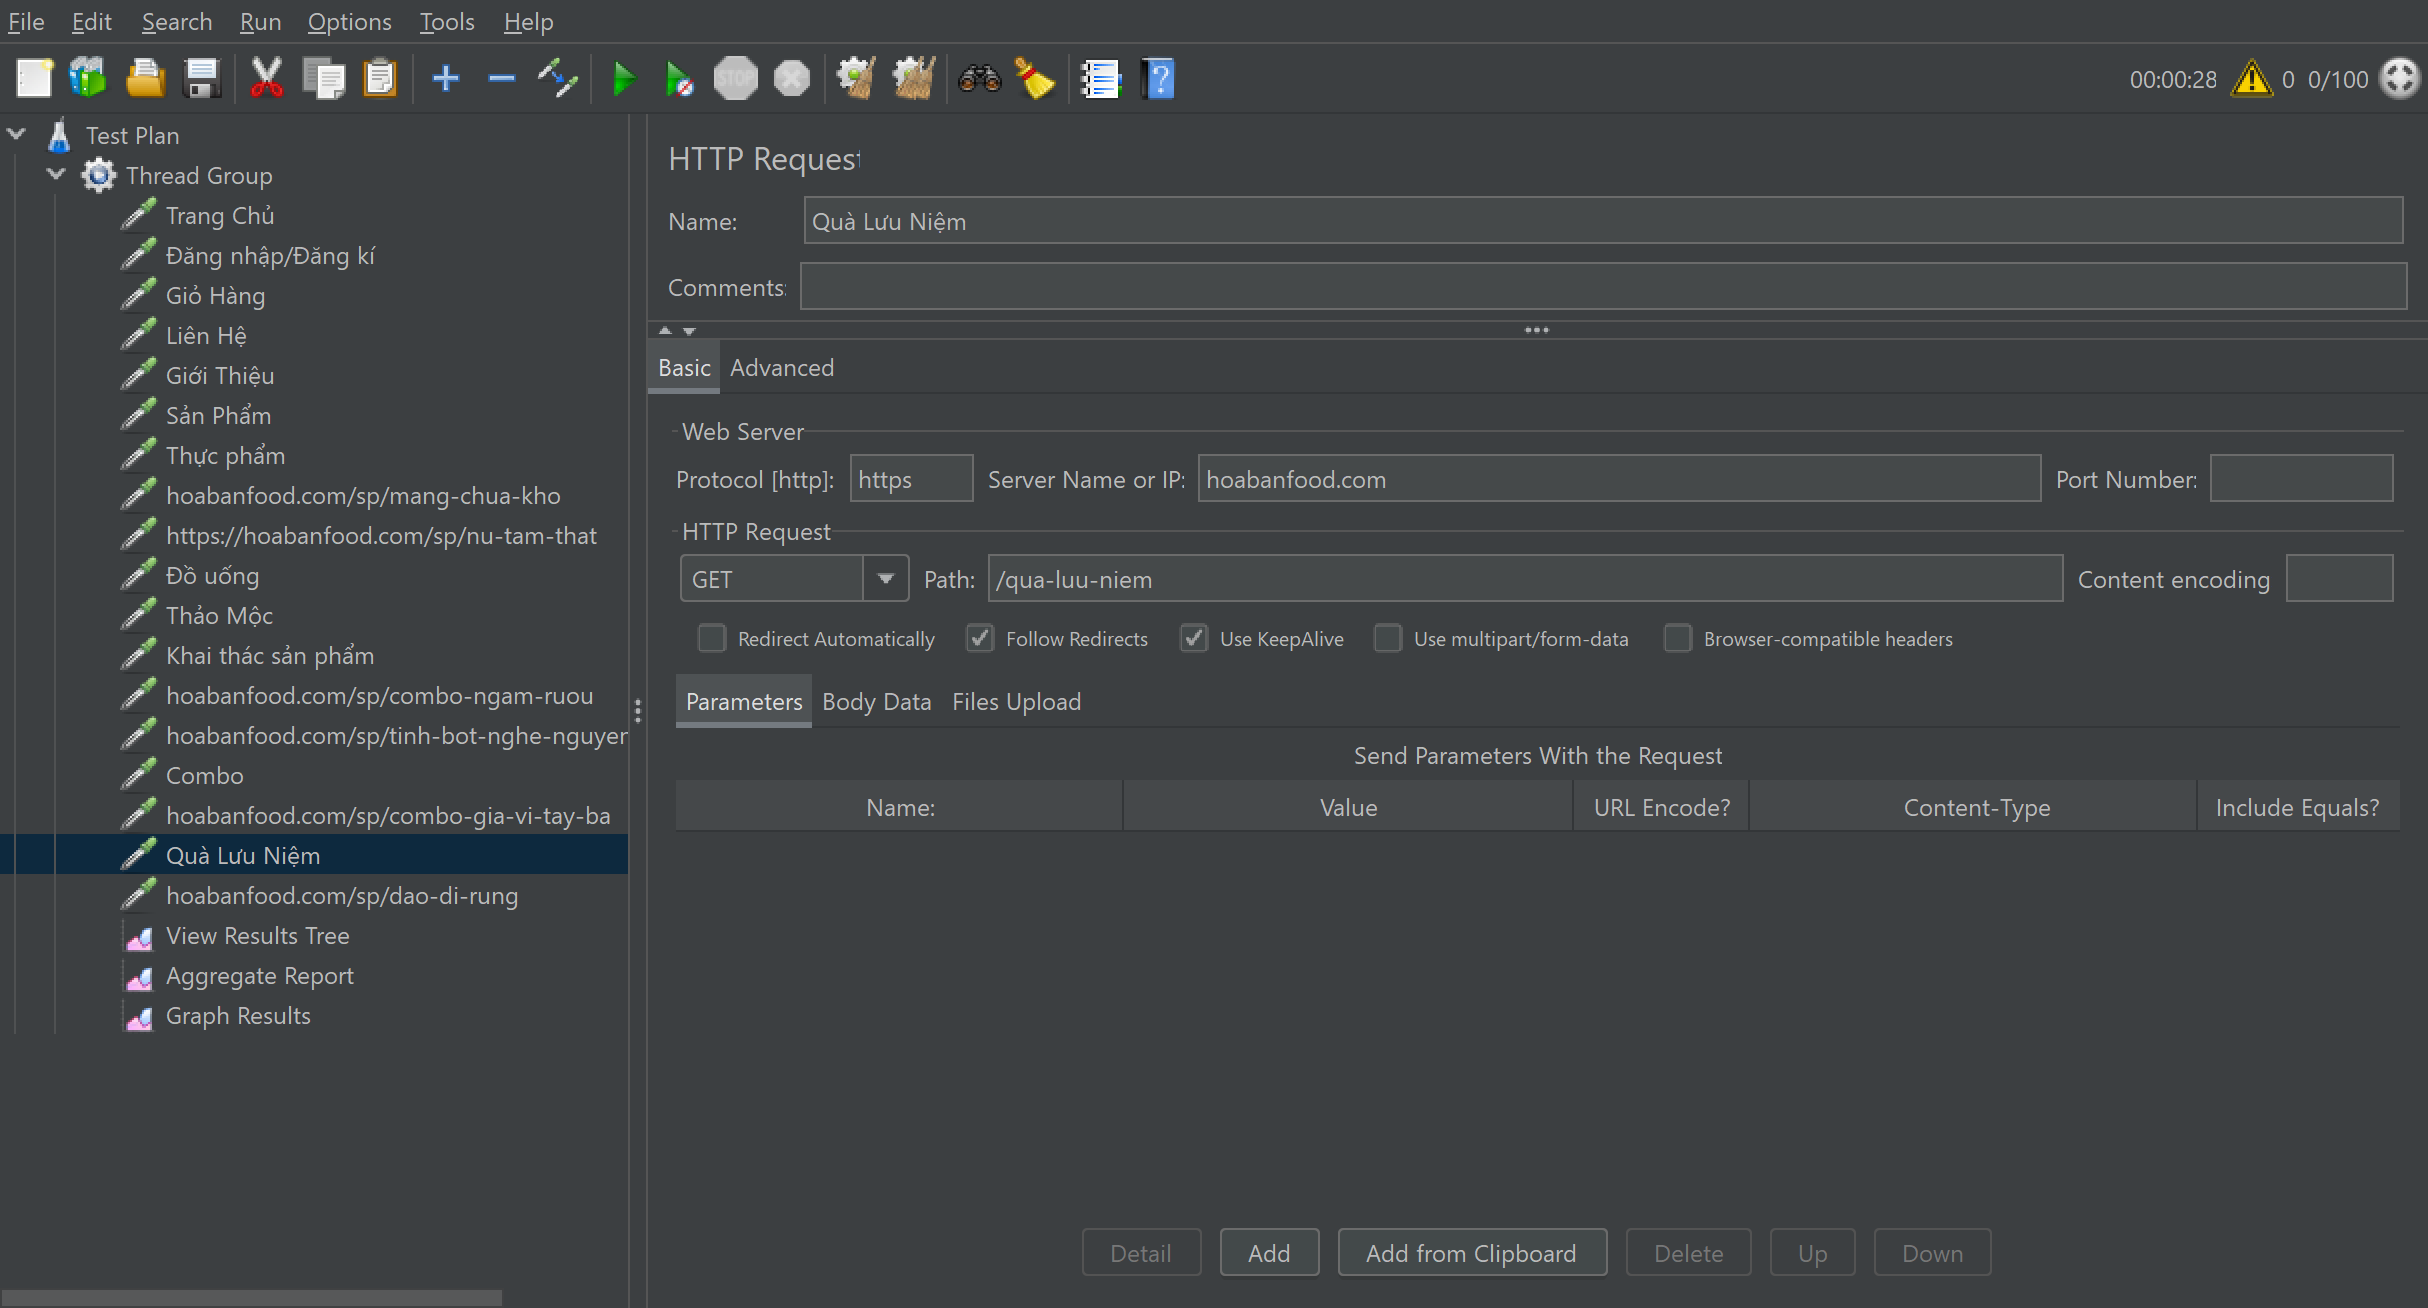 File Edit Search Run Options Tools Help
STOP
00:00:28 0 0/100
Test Plan
Thread Group
Trang Chủ
Đăng nhập/Đăng kí
Giỏ Hàng
Liên Hệ
Giới Thiệu
Sản Phẩm
Thực phẩm
hoabanfood.com/sp/mang-chua-kho
https://hoabanfood.com/sp/nu-tam-that
Đồ uống
Thảo Mộc
Khai thác sản phẩm
hoabanfood.com/sp/combo-ngam-ruou
hoabanfood.com/sp/tinh-bot-nghe-nguyer
Combo
hoabanfood.com/sp/combo-gia-vi-tay-ba
Quà Lưu Niệm
hoabanfood.com/sp/dao-di-rung
View Results Tree
Aggregate Report
Graph Results
HTTP Request
Name: Quà Lưu Niệm
Comments:
Basic Advanced
Web Server
Protocol [http]: https Server Name or IP: hoabanfood.com Port Number:
HTTP Request
GET Path: /qua-luu-niem Content encoding
Redirect Automatically Follow Redirects Use KeepAlive Use multipart/form-data Browser-compatible headers
Parameters Body Data Files Upload
Send Parameters With the Request
Name: Value URL Encode? Content-Type Include Equals?
Detail Add Add from Clipboard Delete Up Down